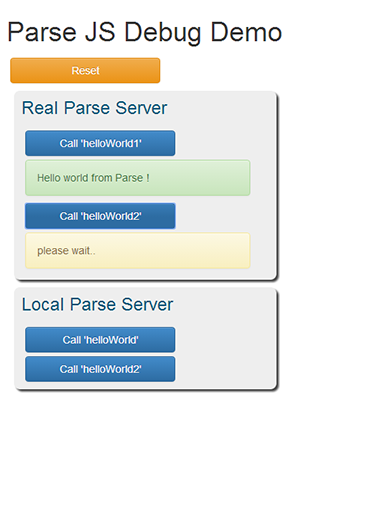 Parse JS Debug Demo
Reset
Real Parse Server
Call 'helloWorld1'
Hello world from Parse !
Call 'helloWorld2'
please wait..
Local Parse Server
Call 'helloWorld'
Call 'helloWorld2'